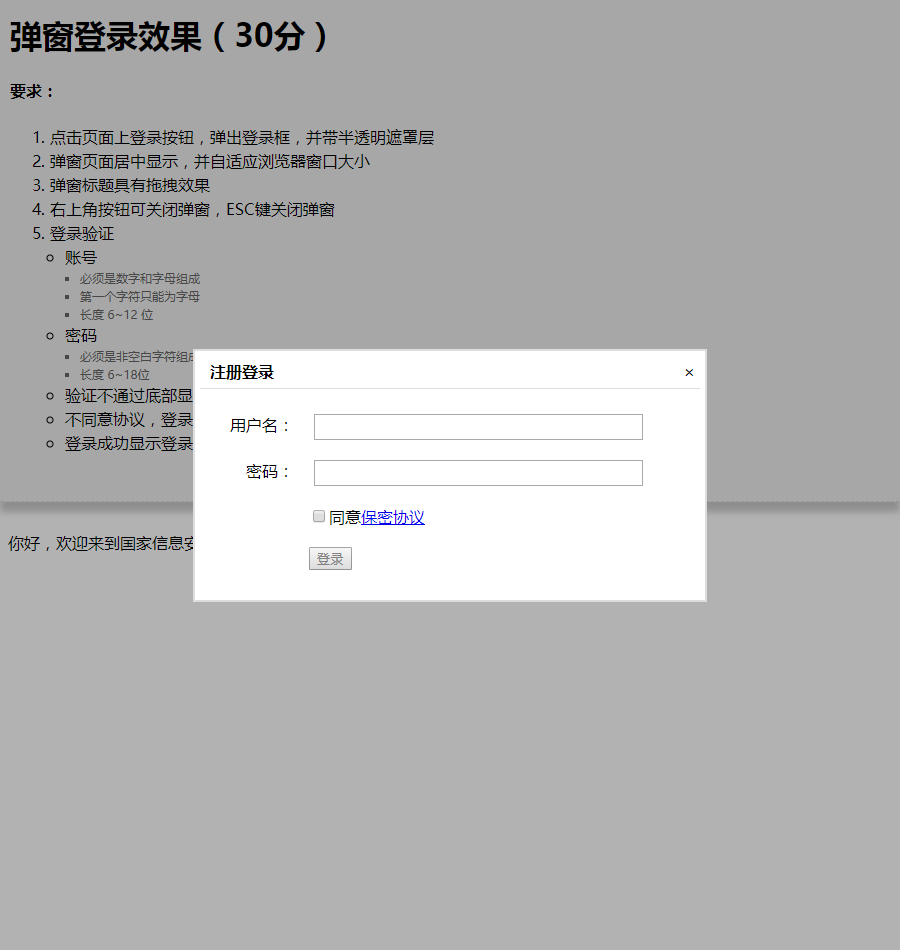 弹窗登录效果（30分）
要求：
1. 点击页面上登录按钮，弹出登录框，并带半透明遮罩层
2. 弹窗页面居中显示，并自适应浏览器窗口大小
3. 弹窗标题具有拖拽效果
4. 右上角按钮可关闭弹窗，ESC键关闭弹窗
5. 登录验证
账号
必须是数字和字母组成
第一个字符只能为字母
长度 6~12 位
密码
必须是非空白字符组成
长度 6~18位
验证不通过底部显
不同意协议，登录
登录成功显示登录
你好，欢迎来到国家信息安
注册登录 ×
用户名：
密码：
同意保密协议
登录